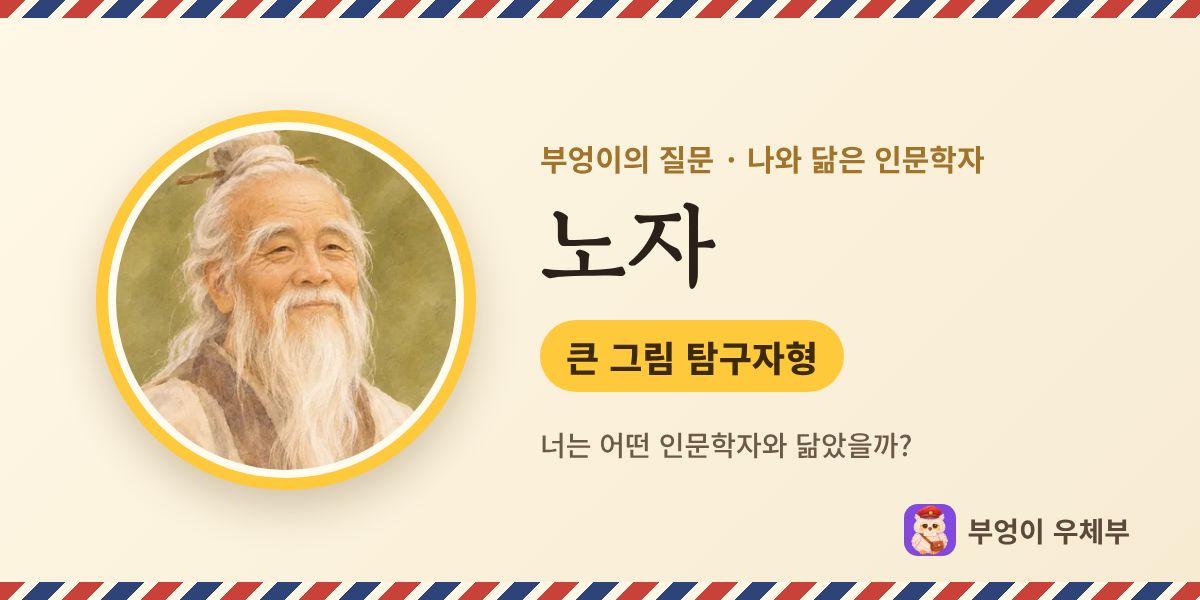 부엉이의 질문 · 나와 닮은 인문학자
노자
큰 그림 탐구자형
너는 어떤 인문학자와 닮았을까?
부엉이 우체부